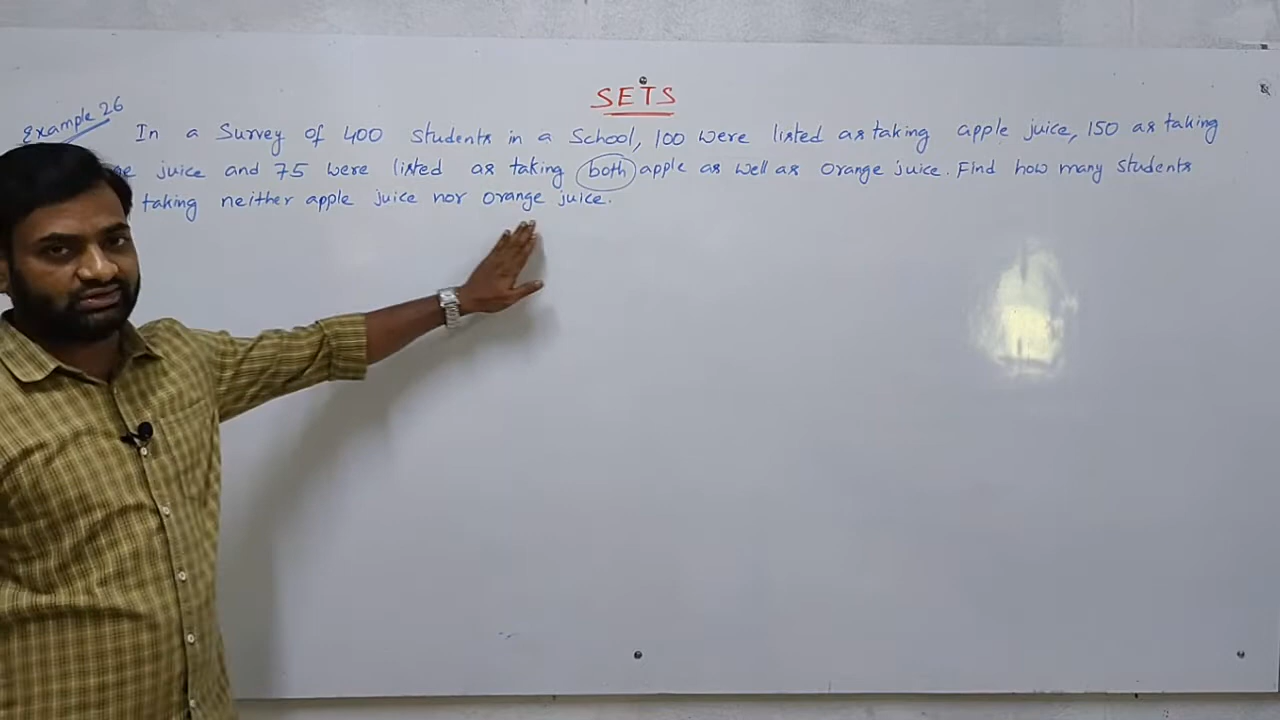 SETS
Example 26
In a Survey of 400 students in a School, 100 were listed as taking apple juice, 150 as taking
juice and 75 were listed as taking both apple as well as orange juice. Find how many students
taking neither apple juice nor orange juice.